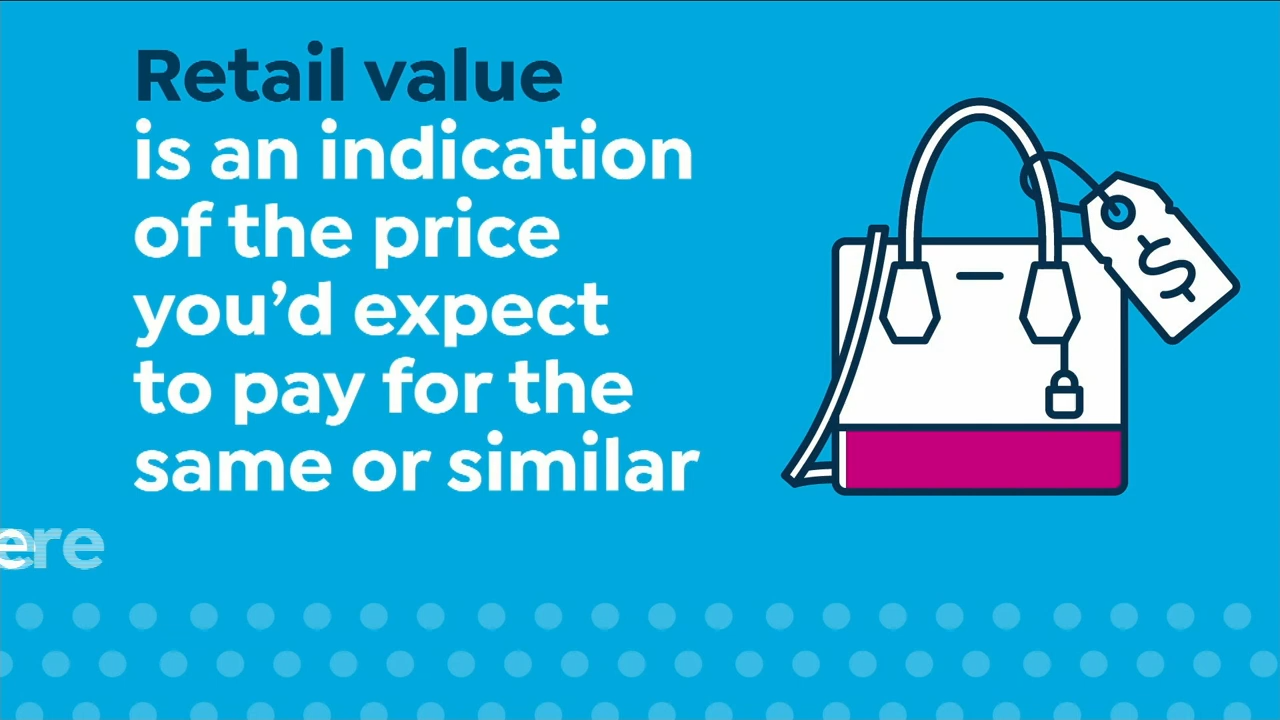 Retail value
is an indication
of the price
you’d expect
to pay for the
same or similar
ere
$